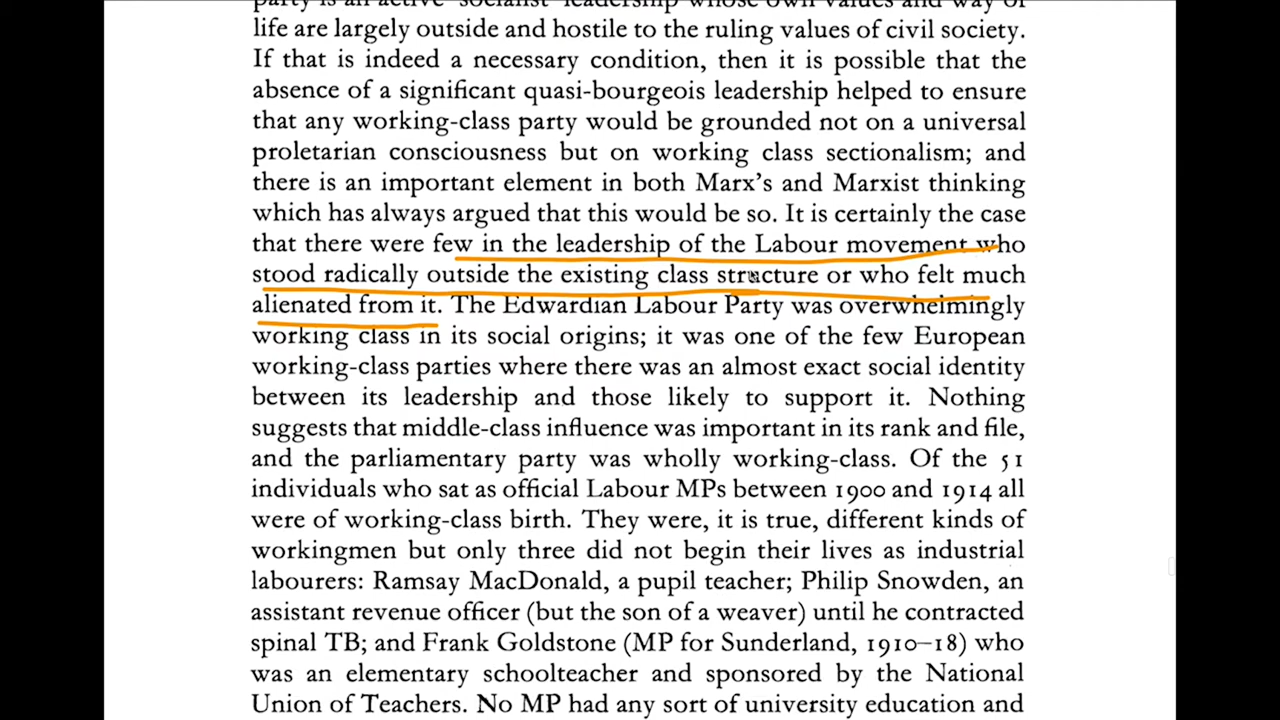 party is an active 'socialist' leadership whose own values and way of
life are largely outside and hostile to the ruling values of civil society.
If that is indeed a necessary condition, then it is possible that the
absence of a significant quasi-bourgeois leadership helped to ensure
that any working-class party would be grounded not on a universal
proletarian consciousness but on working class sectionalism; and
there is an important element in both Marx's and Marxist thinking
which has always argued that this would be so. It is certainly the case
that there were few in the leadership of the Labour movement who
stood radically outside the existing class structure or who felt much
alienated from it. The Edwardian Labour Party was overwhelmingly
working class in its social origins; it was one of the few European
working-class parties where there was an almost exact social identity
between its leadership and those likely to support it. Nothing
suggests that middle-class influence was important in its rank and file,
and the parliamentary party was wholly working-class. Of the 51
individuals who sat as official Labour MPs between 1900 and 1914 all
were of working-class birth. They were, it is true, different kinds of
workingmen but only three did not begin their lives as industrial
labourers: Ramsay MacDonald, a pupil teacher; Philip Snowden, an
assistant revenue officer (but the son of a weaver) until he contracted
spinal TB; and Frank Goldstone (MP for Sunderland, 1910–18) who
was an elementary schoolteacher and sponsored by the National
Union of Teachers. No MP had any sort of university education and